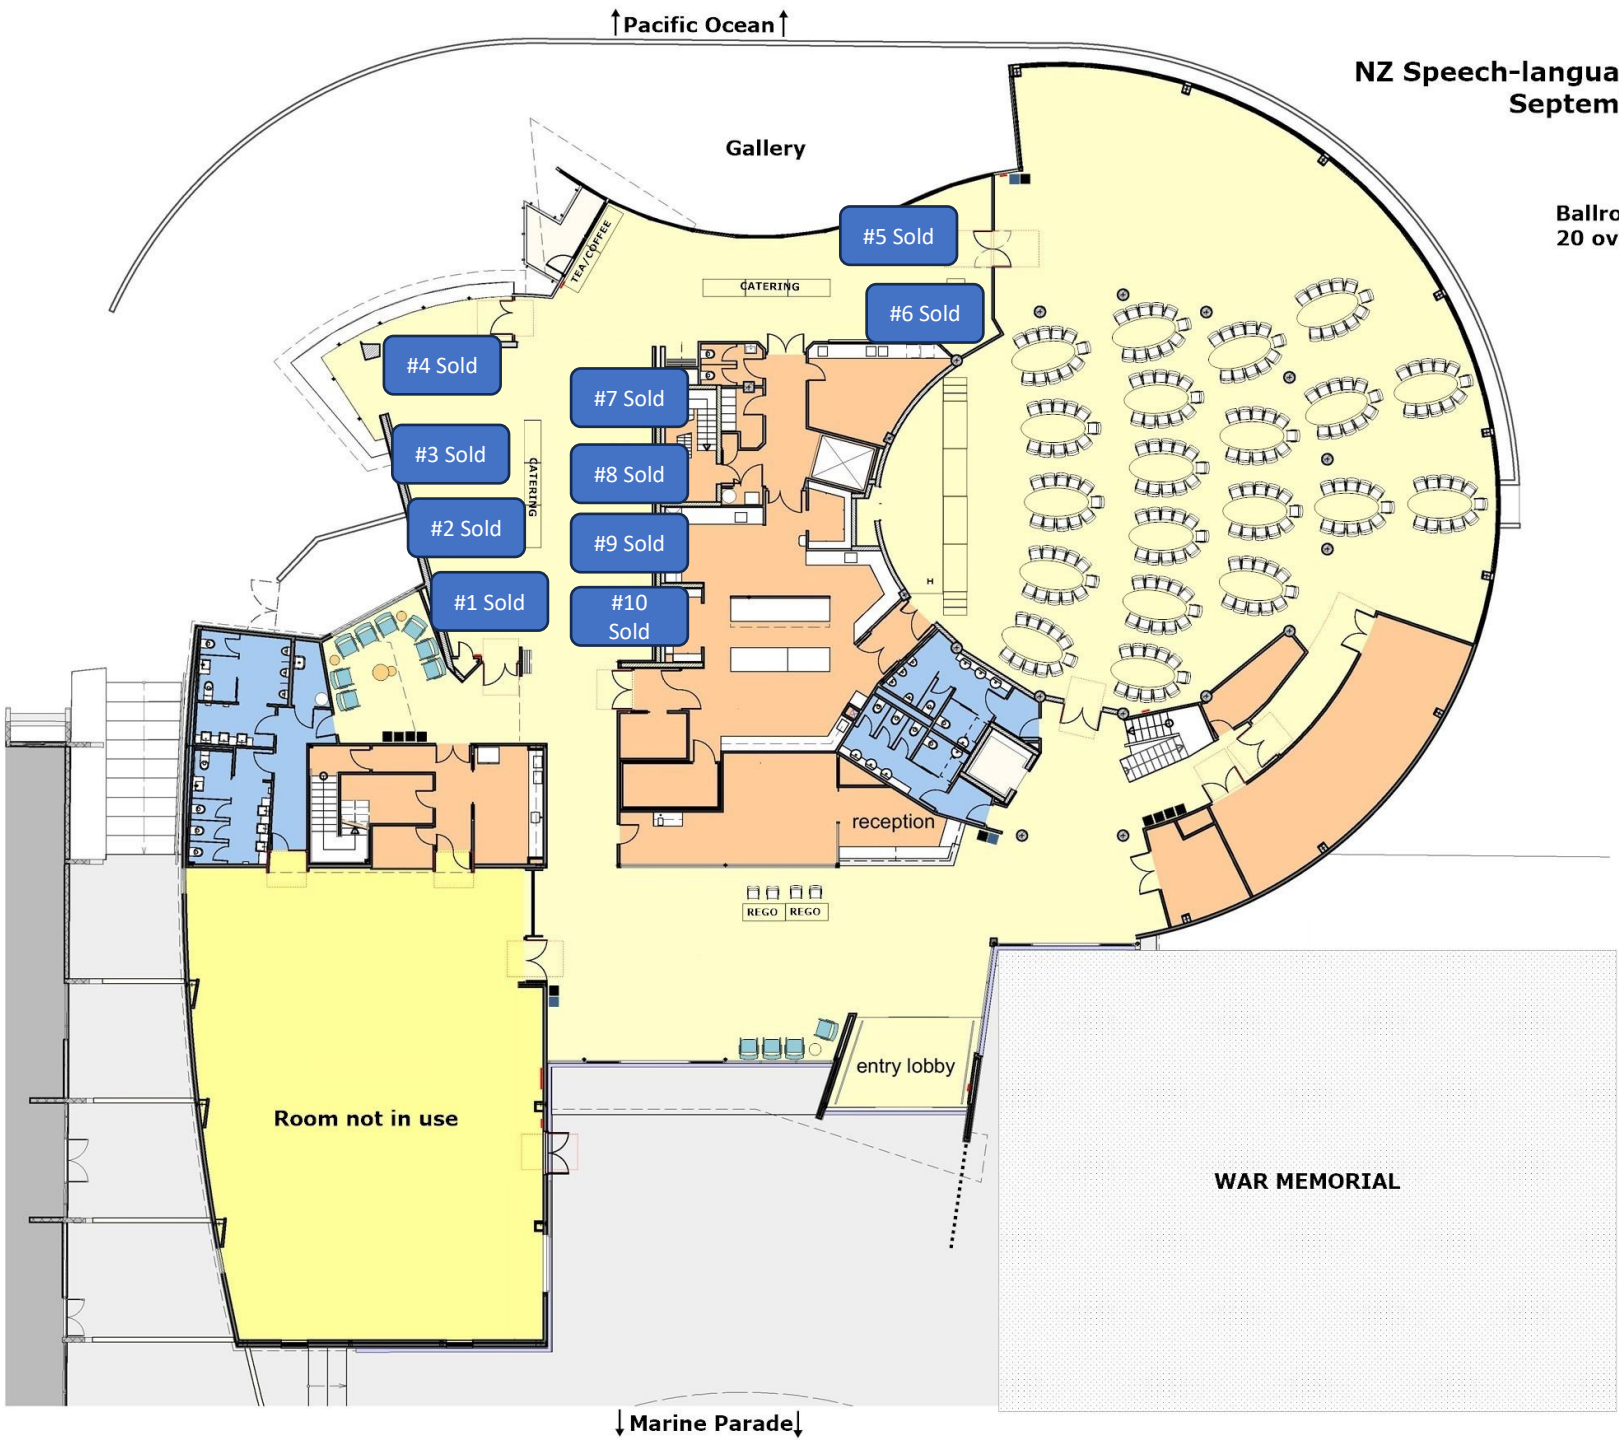 Pacific Ocean
NZ Speech-langua
Septem
Gallery
Ballro
20 ov
TEA/COFFEE
#5 Sold
CATERING
#6 Sold
#4 Sold
#7 Sold
#3 Sold
CATERING
#8 Sold
#2 Sold
#9 Sold
#1 Sold
#10
Sold
H
reception
REGO REGO
entry lobby
Room not in use
WAR MEMORIAL
Marine Parade